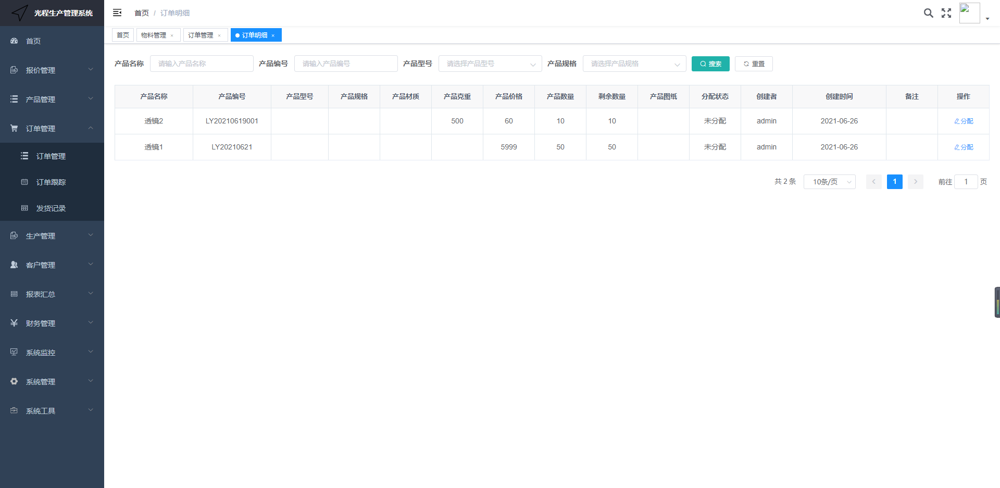 光程生产管理系统
首页
报价管理
产品管理
订单管理
订单管理
订单跟踪
发货记录
生产管理
客户管理
报表汇总
财务管理
系统监控
系统管理
系统工具
首页 / 订单明细
首页 物料管理 × 订单管理 × 订单明细 ×
产品名称 请输入产品名称 产品编号 请输入产品编号 产品型号 请选择产品型号 产品规格 请选择产品规格 搜索 重置
产品名称 产品编号 产品型号 产品规格 产品材质 产品克重 产品价格 产品数量 剩余数量 产品图纸 分配状态 创建者 创建时间 备注 操作
透镜2 LY20210619001 500 60 10 10 未分配 admin 2021-06-26 分配
透镜1 LY20210621 5999 50 50 未分配 admin 2021-06-26 分配
共 2 条 10条/页 < 1 > 前往 1 页